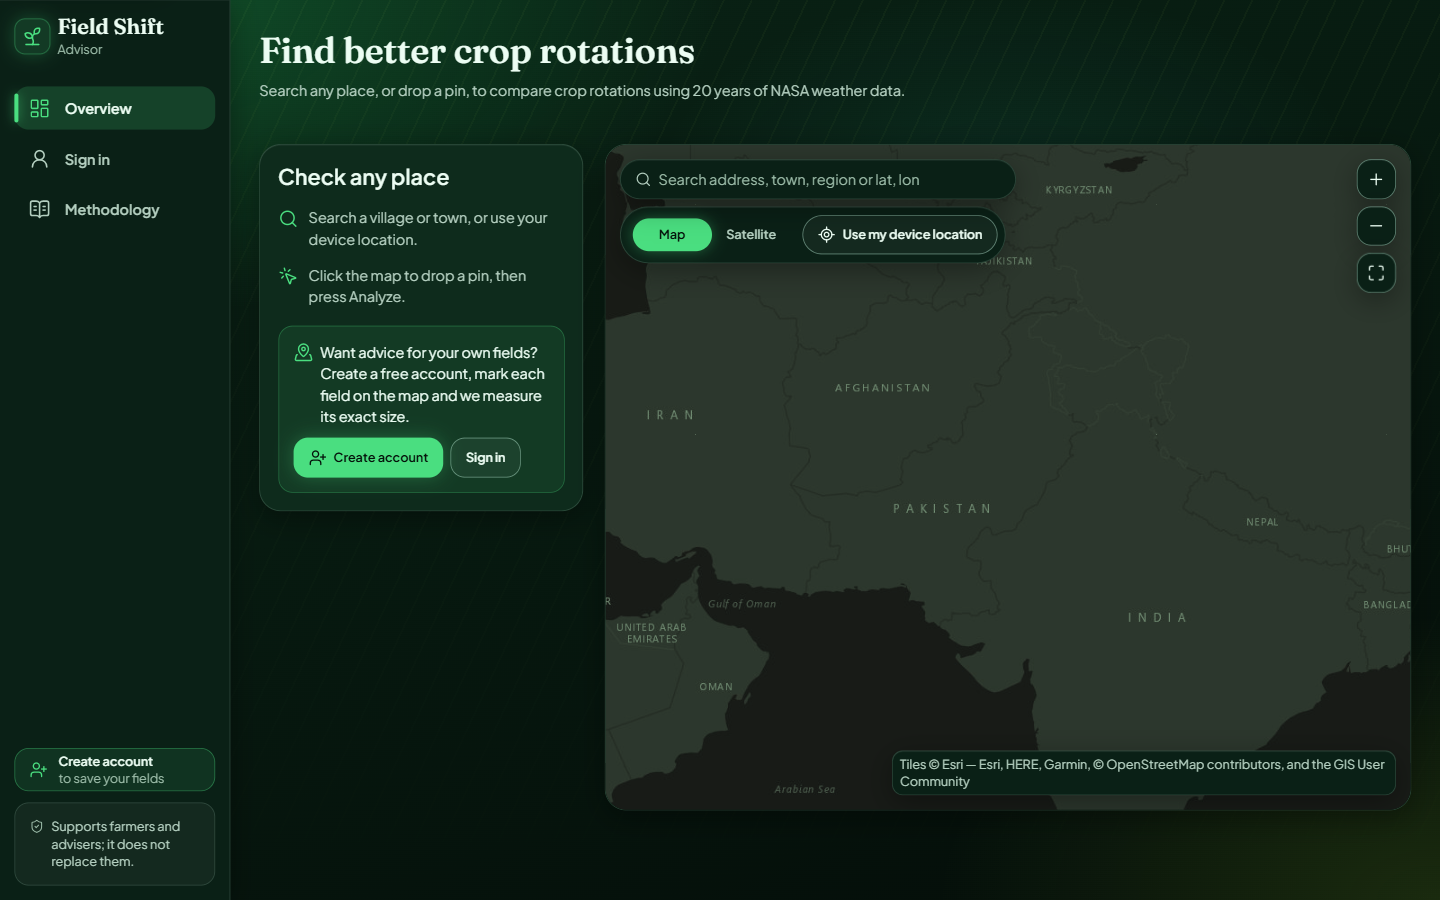 Field Shift
Advisor
Overview
Sign in
Methodology
Create account
to save your fields
Supports farmers and
advisers; it does not
replace them.
Find better crop rotations
Search any place, or drop a pin, to compare crop rotations using 20 years of NASA weather data.
Check any place
Search a village or town, or use your
device location.
Click the map to drop a pin, then
press Analyze.
Want advice for your own fields?
Create a free account, mark each
field on the map and we measure
its exact size.
Create account
Sign in
Search address, town, region or lat, lon
Map
Satellite
Use my device location
+
−
KYRGYZSTAN
JIKISTAN
AFGHANISTAN
IRAN
PAKISTAN
NEPAL
BHUT
R
Gulf of Oman
BANGLAD
INDIA
UNITED ARAB
EMIRATES
OMAN
Arabian Sea
Tiles © Esri — Esri, HERE, Garmin, © OpenStreetMap contributors, and the GIS User
Community